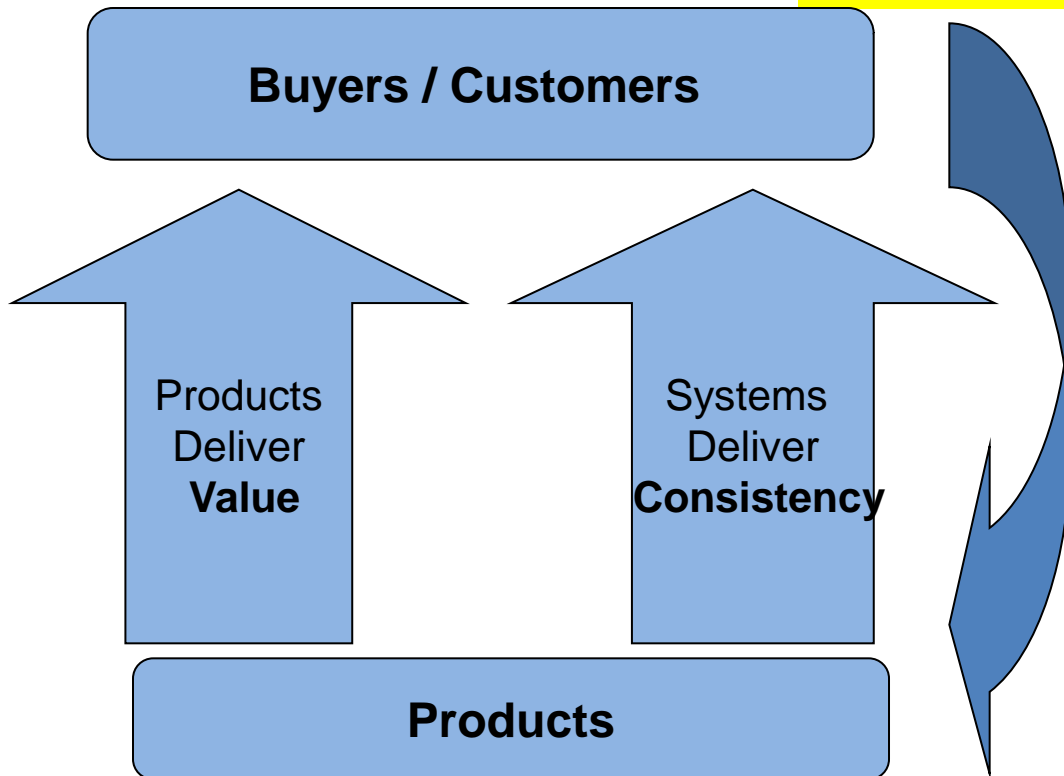 Buyers / Customers
Products
Deliver
Value
Systems
Deliver
Consistency
Products